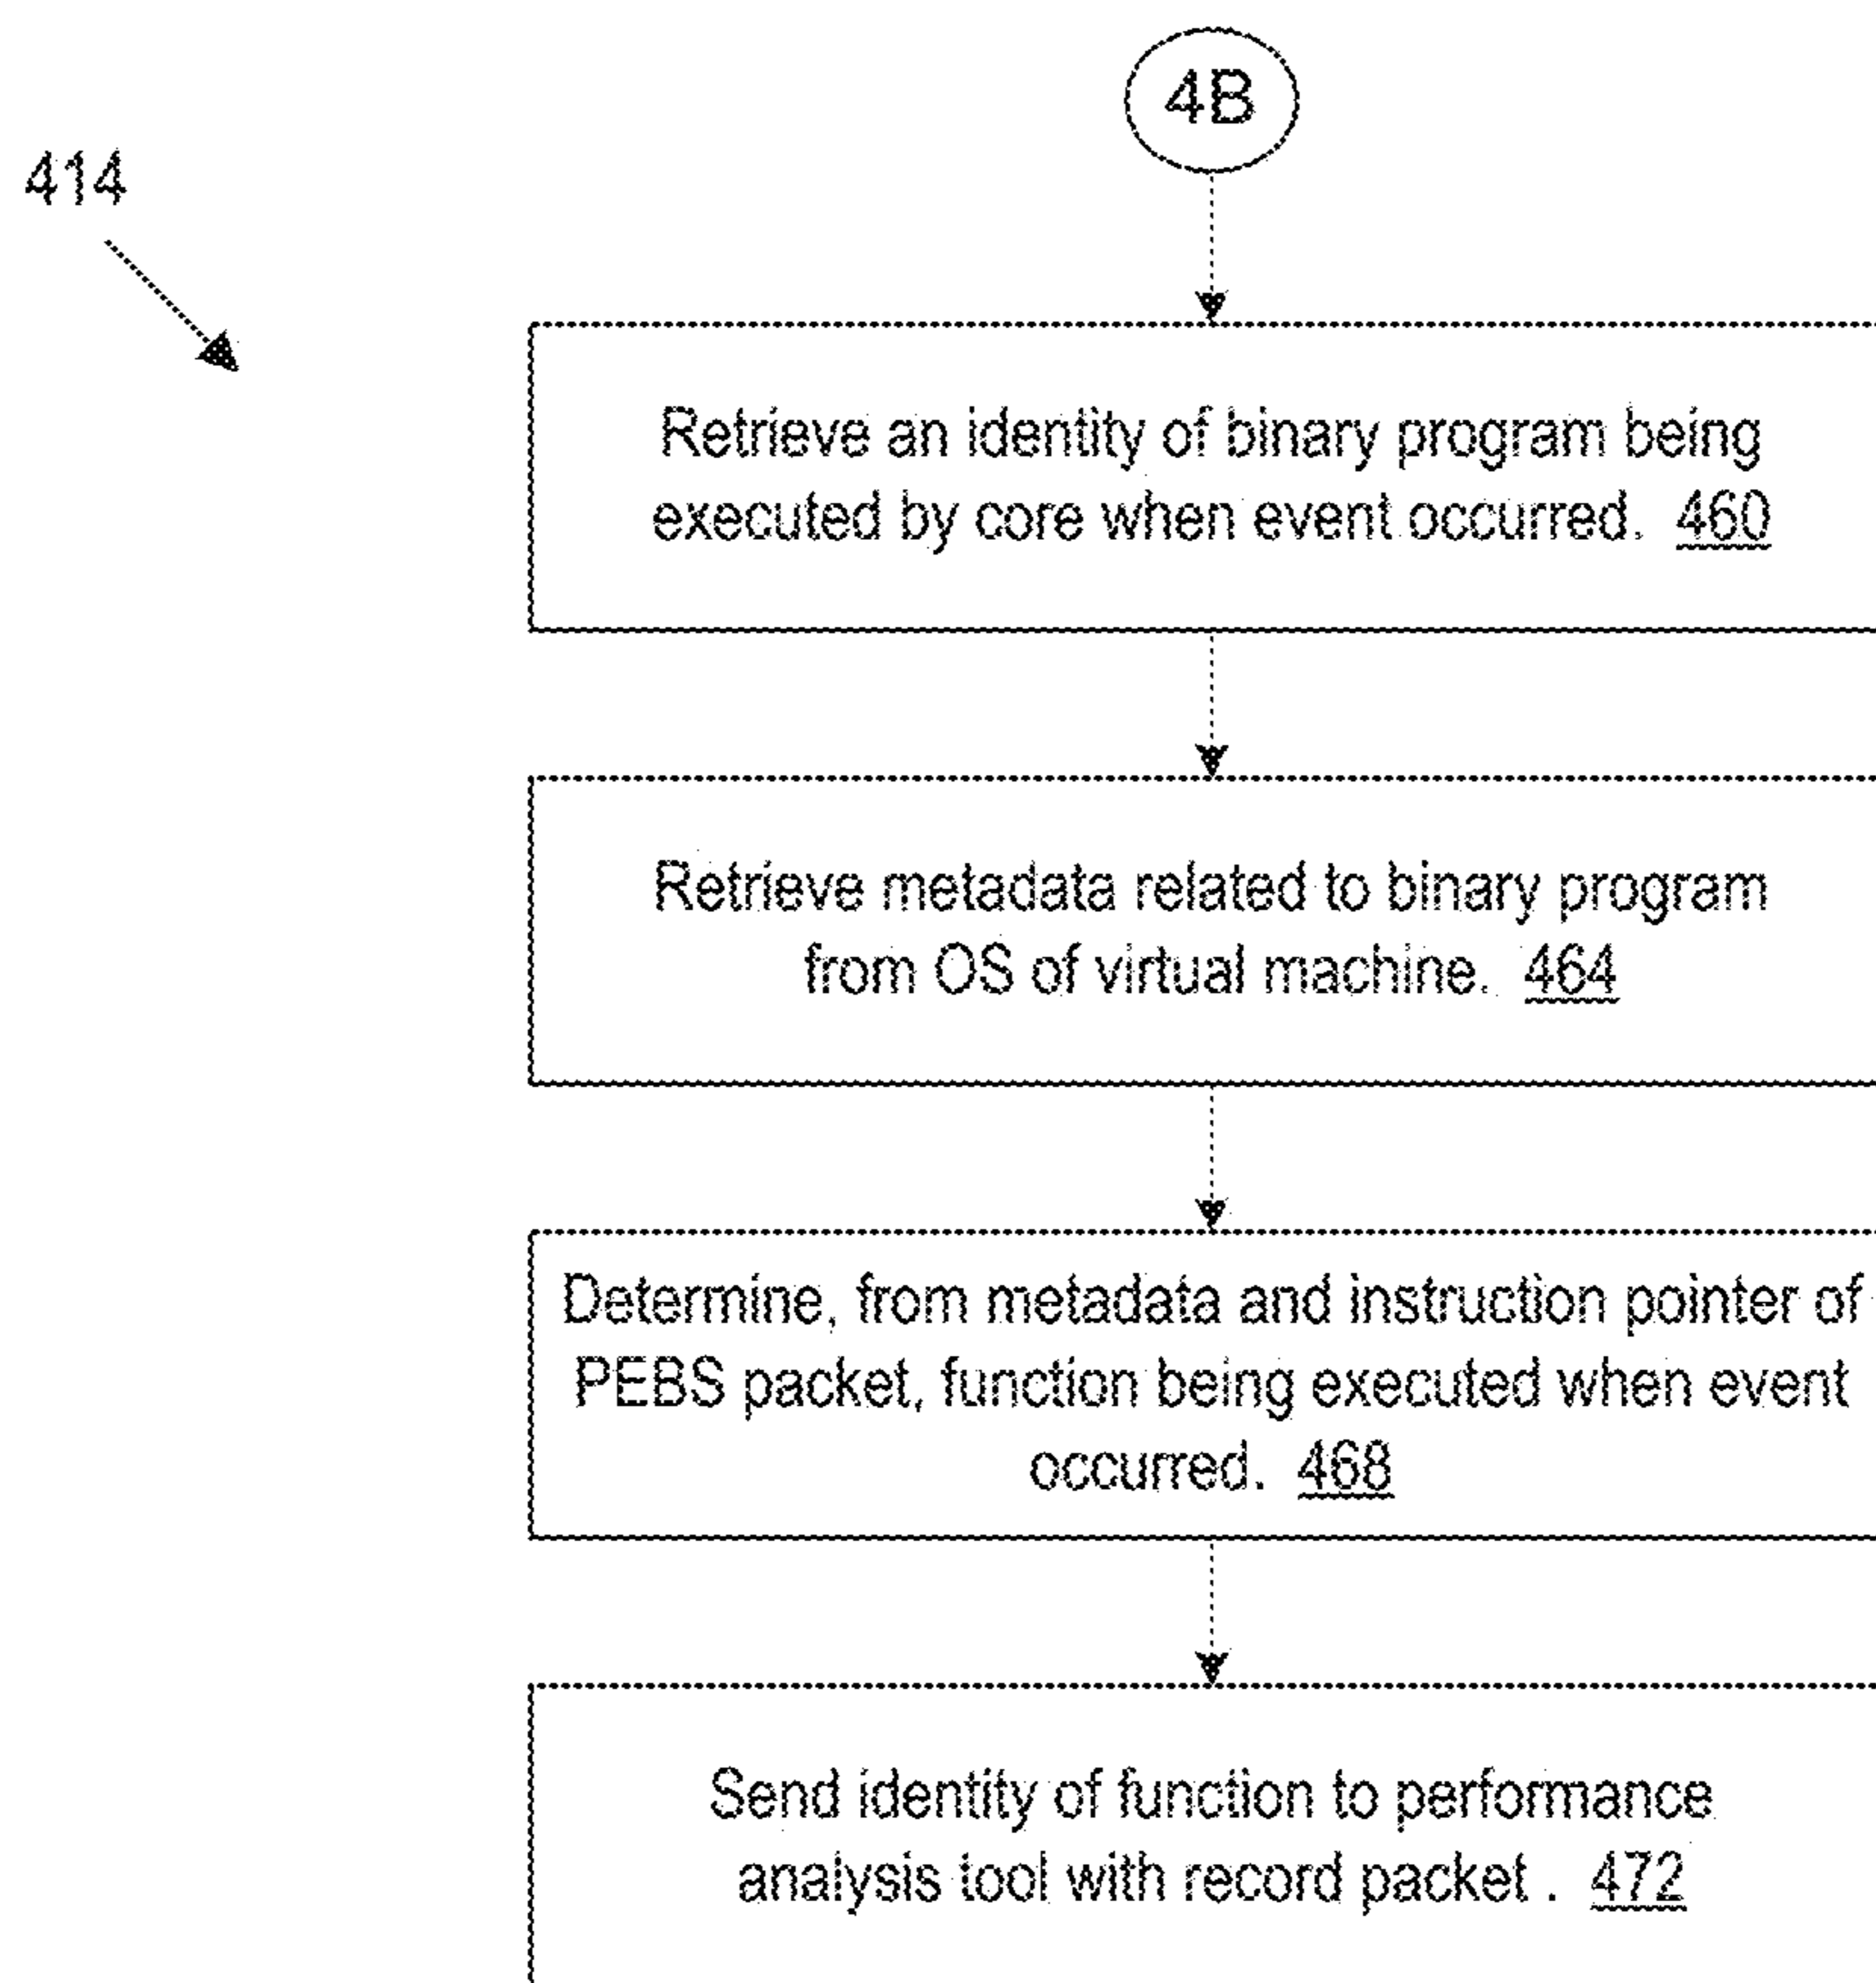 4B
414
Retrieve an identity of binary program being
executed by core when event occurred. 460
Retrieve metadata related to binary program
from OS of virtual machine. 464
Determine, from metadata and instruction pointer of
PEBS packet, function being executed when event
occurred. 468
Send identity of function to performance
analysis tool with record packet . 472